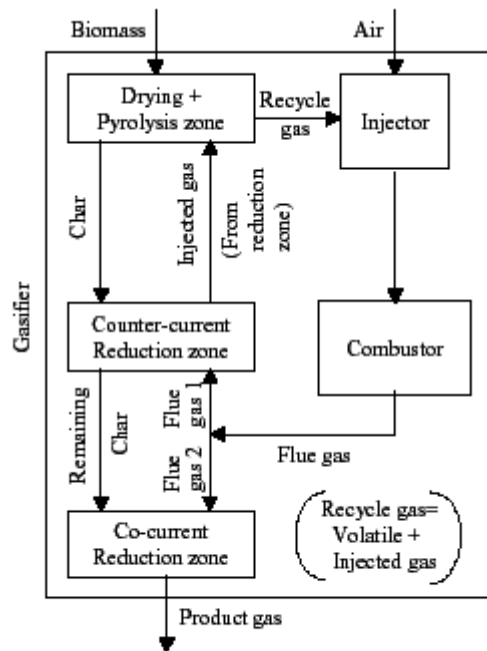 Biomass
Air
Drying +
Pyrolysis zone
Recycle
gas
Injector
Char
Injected gas
(From
reduction
zone)
Gasifier
Counter-current
Reduction zone
Combustor
Remaining
Char
Flue
gas 1
Flue
gas 2
Flue gas
Co-current
Reduction zone
Recycle gas=
Volatile +
Injected gas
Product gas